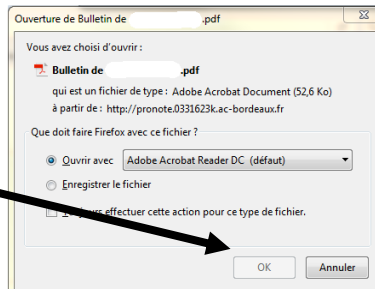 Ouverture de Bulletin de .pdf
Vous avez choisi d'ouvrir :
Bulletin de .pdf
qui est un fichier de type : Adobe Acrobat Document (52,6 Ko)
à partir de : http://pronote.0331623k.ac-bordeaux.fr
Que doit faire Firefox avec ce fichier ?
Ouvrir avec Adobe Acrobat Reader DC (défaut)
Enregistrer le fichier
effectuer cette action pour ce type de fichier.
OK Annuler